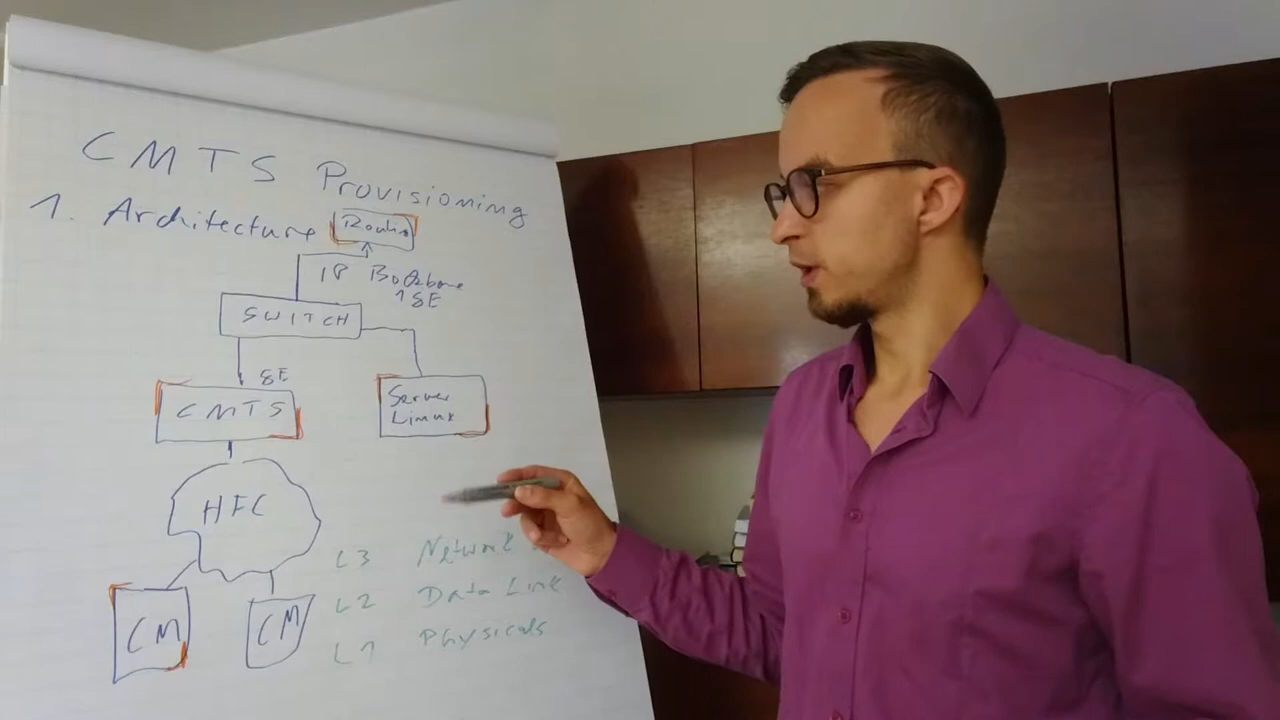 CMTS Provisioning
1. Architecture
Router
IP Backbone
1GE
SWITCH
GE
CMTS
Server
Linux
HFC
CM
CM
L3 Network
L2 Data Link
L1 Physicals